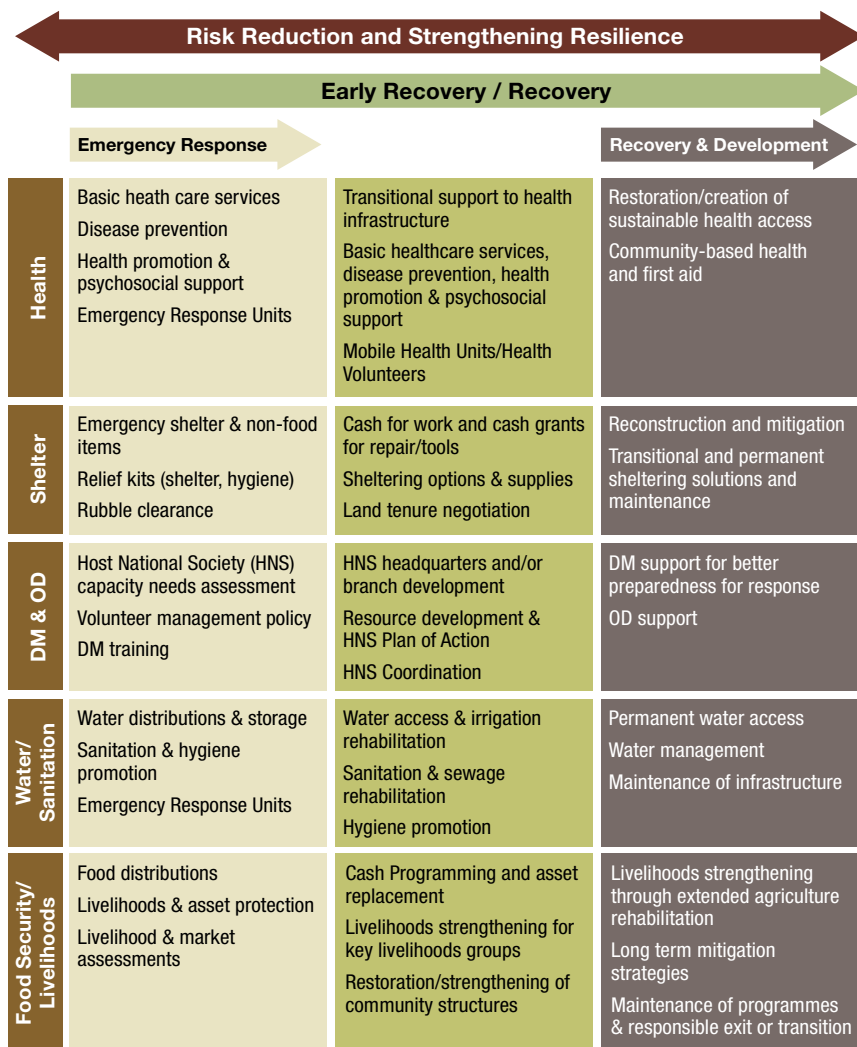 Risk Reduction and Strengthening Resilience
Early Recovery / Recovery
Emergency Response
Recovery & Development
Health
Basic heath care services
Disease prevention
Health promotion &
psychosocial support
Emergency Response Units
Transitional support to health
infrastructure
Basic healthcare services,
disease prevention, health
promotion & psychosocial
support
Mobile Health Units/Health
Volunteers
Restoration/creation of
sustainable health access
Community-based health
and first aid
Shelter
Emergency shelter & non-food
items
Relief kits (shelter, hygiene)
Rubble clearance
Cash for work and cash grants
for repair/tools
Sheltering options & supplies
Land tenure negotiation
Reconstruction and mitigation
Transitional and permanent
sheltering solutions and
maintenance
DM & OD
Host National Society (HNS)
capacity needs assessment
Volunteer management policy
DM training
HNS headquarters and/or
branch development
Resource development &
HNS Plan of Action
HNS Coordination
DM support for better
preparedness for response
OD support
Water/
Sanitation
Water distributions & storage
Sanitation & hygiene
promotion
Emergency Response Units
Water access & irrigation
rehabilitation
Sanitation & sewage
rehabilitation
Hygiene promotion
Permanent water access
Water management
Maintenance of infrastructure
Food Security/
Livelihoods
Food distributions
Livelihoods & asset protection
Livelihood & market
assessments
Cash Programming and asset
replacement
Livelihoods strengthening for
key livelihoods groups
Restoration/strengthening of
community structures
Livelihoods strengthening
through extended agriculture
rehabilitation
Long term mitigation
strategies
Maintenance of programmes
& responsible exit or transition